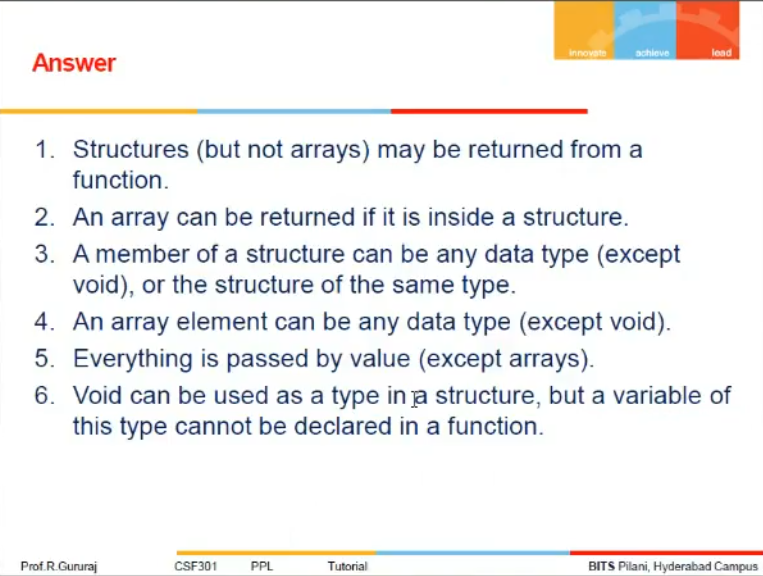 innovate achieve lead
Answer
1. Structures (but not arrays) may be returned from a
function.
2. An array can be returned if it is inside a structure.
3. A member of a structure can be any data type (except
void), or the structure of the same type.
4. An array element can be any data type (except void).
5. Everything is passed by value (except arrays).
6. Void can be used as a type in a structure, but a variable of
this type cannot be declared in a function.
Prof.R.Gururaj CSF301 PPL Tutorial BITS Pilani, Hyderabad Campus